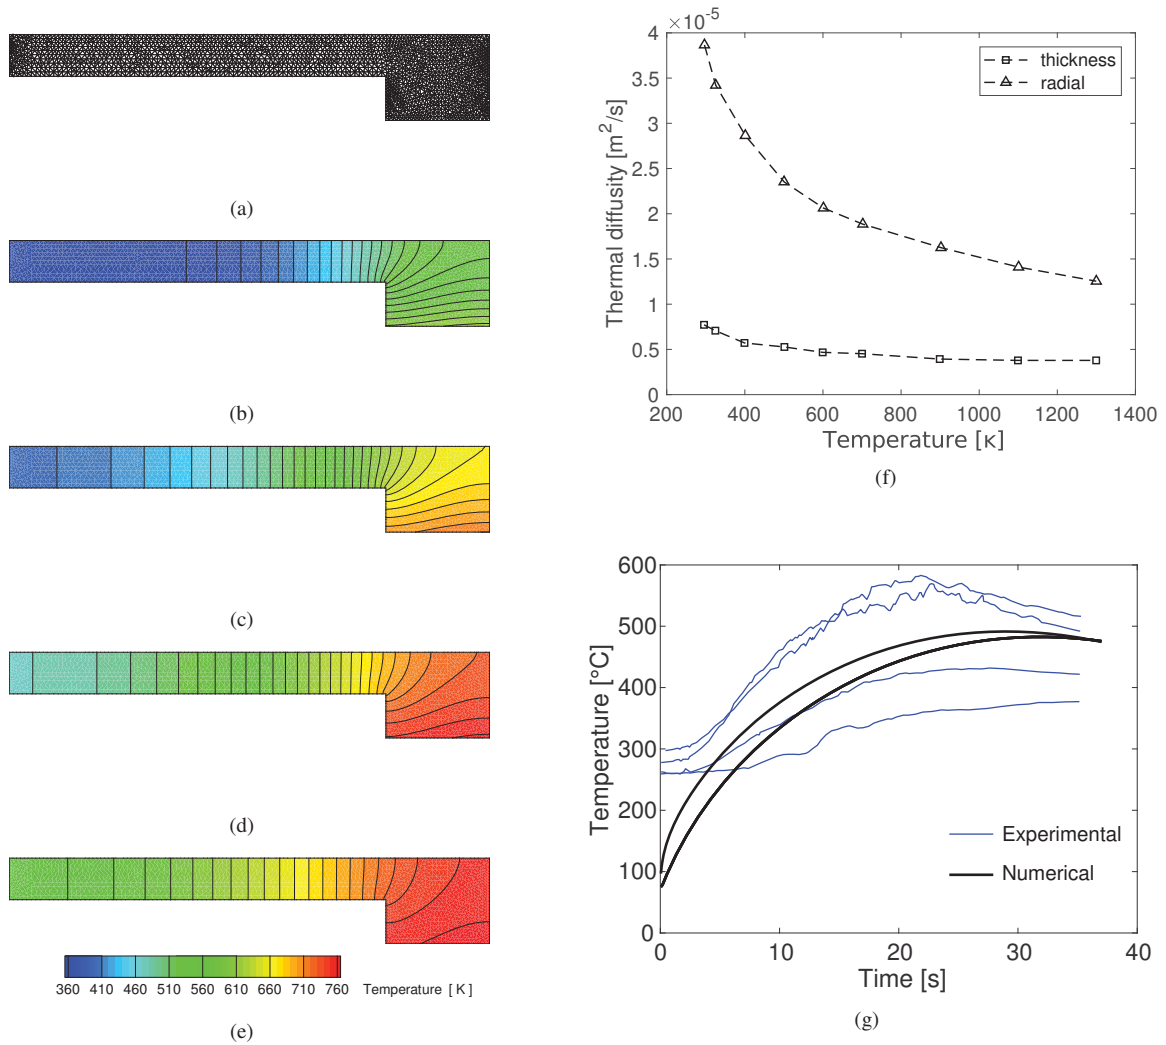 (a)
(b)
(c)
(d)
360 410 460 510 560 610 660 710 760 Temperature [ K ]
(e)
×10-5
4
3.5
3
2.5
2
1.5
1
0.5
0
Thermal diffusity [m2/s]
thickness
radial
200 400 600 800 1000 1200 1400
Temperature [K]
(f)
600
500
400
300
200
100
0
Temperature [°C]
Experimental
Numerical
0 10 20 30 40
Time [s]
(g)